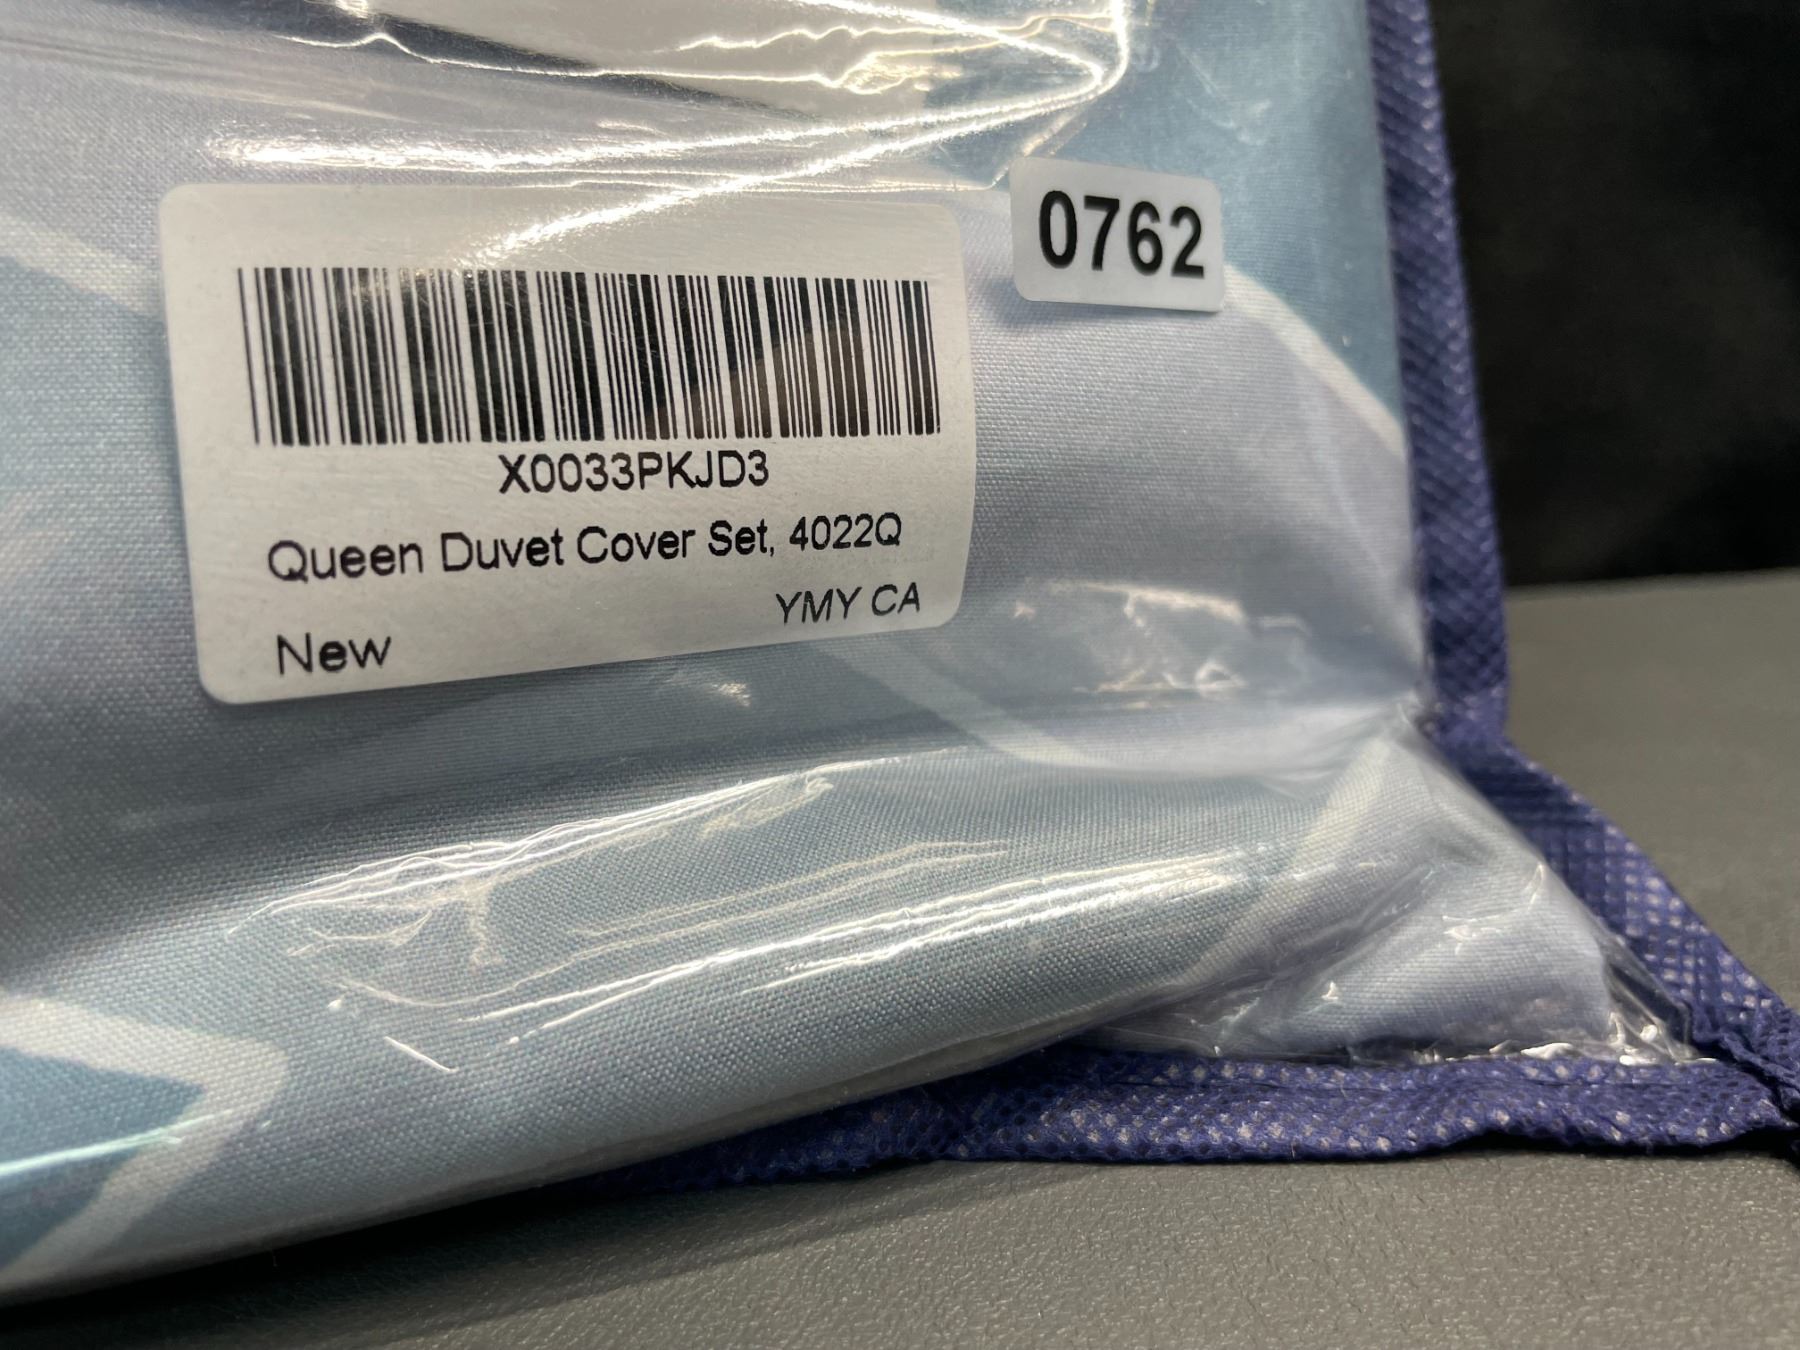 0762
X0033PKJD3
Queen Duvet Cover Set, 4022Q
YMY CA
New